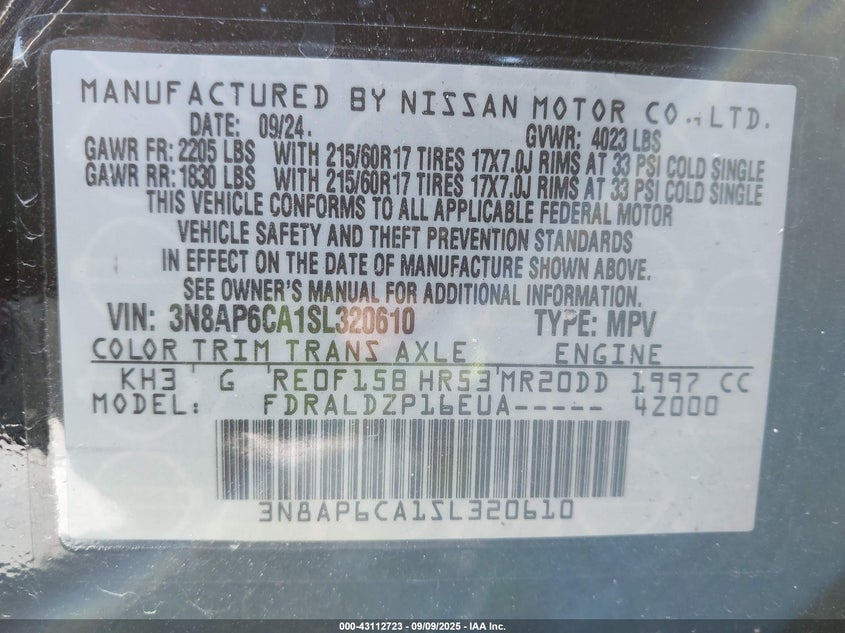 MANUFACTURED BY NISSAN MOTOR CO.,LTD.
DATE: 09/24. GVWR: 4023 LBS
GAWR FR: 2205 LBS WITH 215/60R17 TIRES 17X7.0J RIMS AT 33 PSI COLD SINGLE
GAWR RR: 1830 LBS WITH 215/60R17 TIRES 17X7.0J RIMS AT 33 PSI COLD SINGLE
THIS VEHICLE CONFORMS TO ALL APPLICABLE FEDERAL MOTOR
VEHICLE SAFETY AND THEFT PREVENTION STANDARDS
IN EFFECT ON THE DATE OF MANUFACTURE SHOWN ABOVE.
SEE OWNER'S MANUAL FOR ADDITIONAL INFORMATION.
VIN: 3N8AP6CA1SL320610 TYPE: MPV
COLOR TRIM TRANS AXLE ENGINE
KH3 G RE0F15B HR53 MR20DD 1997 CC
MODEL: FDRALDZP16EUA----- 4Z000
3N8AP6CA1SL320610
000-43112723 - 09/09/2025 - IAA Inc.